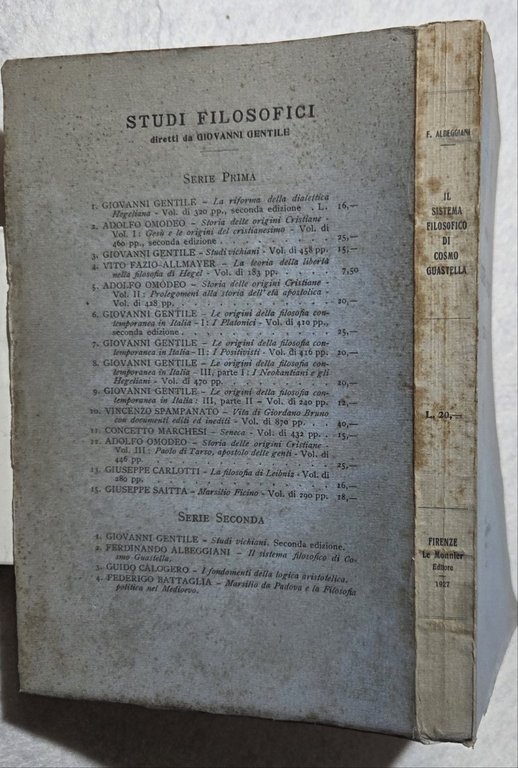 STUDI FILOSOFICI
diretti da GIOVANNI GENTILE
SERIE PRIMA
1. GIOVANNI GENTILE – La riforma della dialettica
Hegeliana - Vol. di 320 pp., seconda edizione . L. 16,—
2. ADOLFO OMODEO – Storia delle origini Cristiane -
Vol. I : Gesù e le origini del cristianesimo - Vol. di
460 pp., seconda edizione . . . . . . . . . 25,—
3. GIOVANNI GENTILE – Studi vichiani - Vol. di 458 pp. 15,—
4. VITO FAZIO-ALLMAYER – La teoria della libertà
nella filosofia di Hegel - Vol. di 183 pp. . . . . 7,50
5. ADOLFO OMODEO – Storia delle origini Cristiane -
Vol. II : Prolegomeni alla storia dell'età apostolica -
Vol. di 428 pp. . . . . . . . . . . . 20,—
6. GIOVANNI GENTILE – Le origini della filosofia con-
temporanea in Italia - I : I Platonici - Vol. di 410 pp.,
seconda edizione . . . . . . . . . . . 25,—
7. GIOVANNI GENTILE – Le origini della filosofia con-
temporanea in Italia - II : I Positivisti - Vol. di 416 pp. 20,—
8. GIOVANNI GENTILE – Le origini della filosofia con-
temporanea in Italia - III, parte I : I Neokantiani e gli
Hegeliani - Vol. di 470 pp. . . . . . . . . 20,—
9. GIOVANNI GENTILE – Le origini della filosofia con-
temporanea in Italia : III, parte II - Vol. di 240 pp. 12,—
10. VINCENZO SPAMPANATO – Vita di Giordano Bruno
con documenti editi ed inediti - Vol. di 870 pp. . . 40,—
11. CONCETTO MARCHESI – Seneca - Vol. di 432 pp. . 15,—
12. ADOLFO OMODEO – Storia delle origini Cristiane -
Vol. III : Paolo di Tarso, apostolo delle genti - Vol. di
446 pp. . . . . . . . . . . . . . 25,—
13. GIUSEPPE CARLOTTI – La filosofia di Leibniz - Vol. di
280 pp. . . . . . . . . . . . . . 16,—
15. GIUSEPPE SAITTA – Marsilio Ficino - Vol. di 290 pp. 18,—
SERIE SECONDA
1. GIOVANNI GENTILE – Studi vichiani. Seconda edizione.
2. FERDINANDO ALBEGGIANI – Il sistema filosofico di Co-
smo Guastella.
3. GUIDO CALOGERO – I fondamenti della logica aristotelica.
4. FEDERIGO BATTAGLIA – Marsilio da Padova e la Filosofia
politica nel Medioevo.
F. ALBEGGIANI
IL
SISTEMA
FILOSOFICO
DI
COSMO
GUASTELLA
L. 20,—
FIRENZE
Le Monnier
Editore
1927